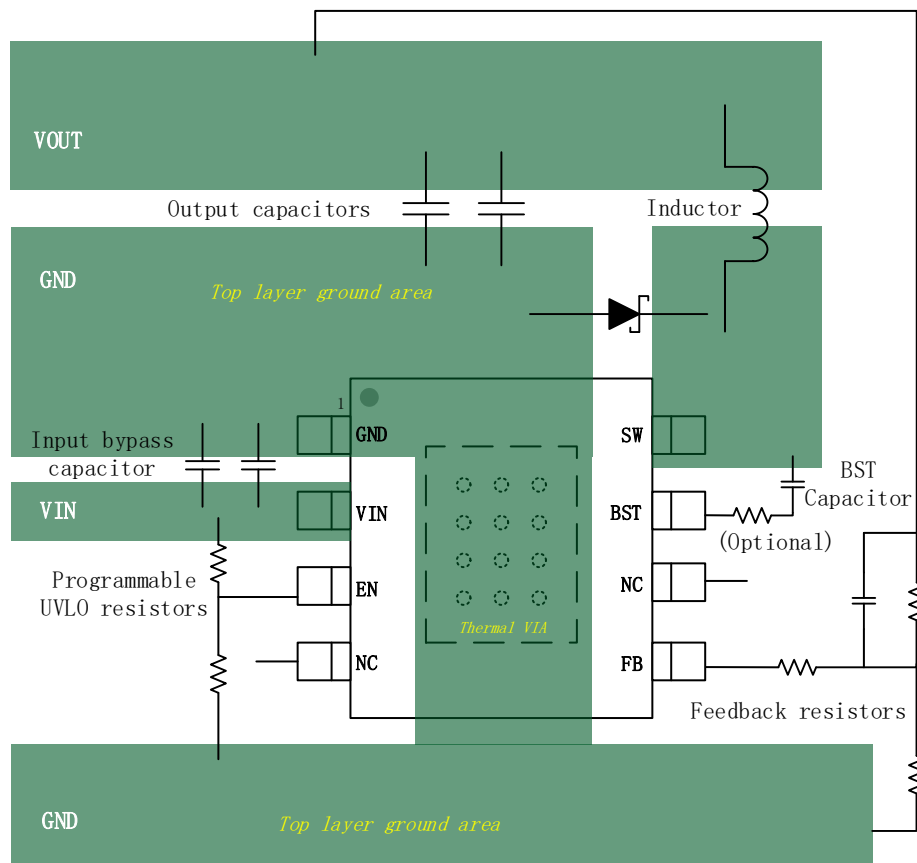 VOUT
Output capacitors
Inductor
GND
Top layer ground area
1
GND
SW
Input bypass
capacitor
BST
Capacitor
VIN
VIN
BST
(Optional)
Programmable
UVLO resistors
EN
NC
Thermal VIA
NC
FB
Feedback resistors
GND
Top layer ground area